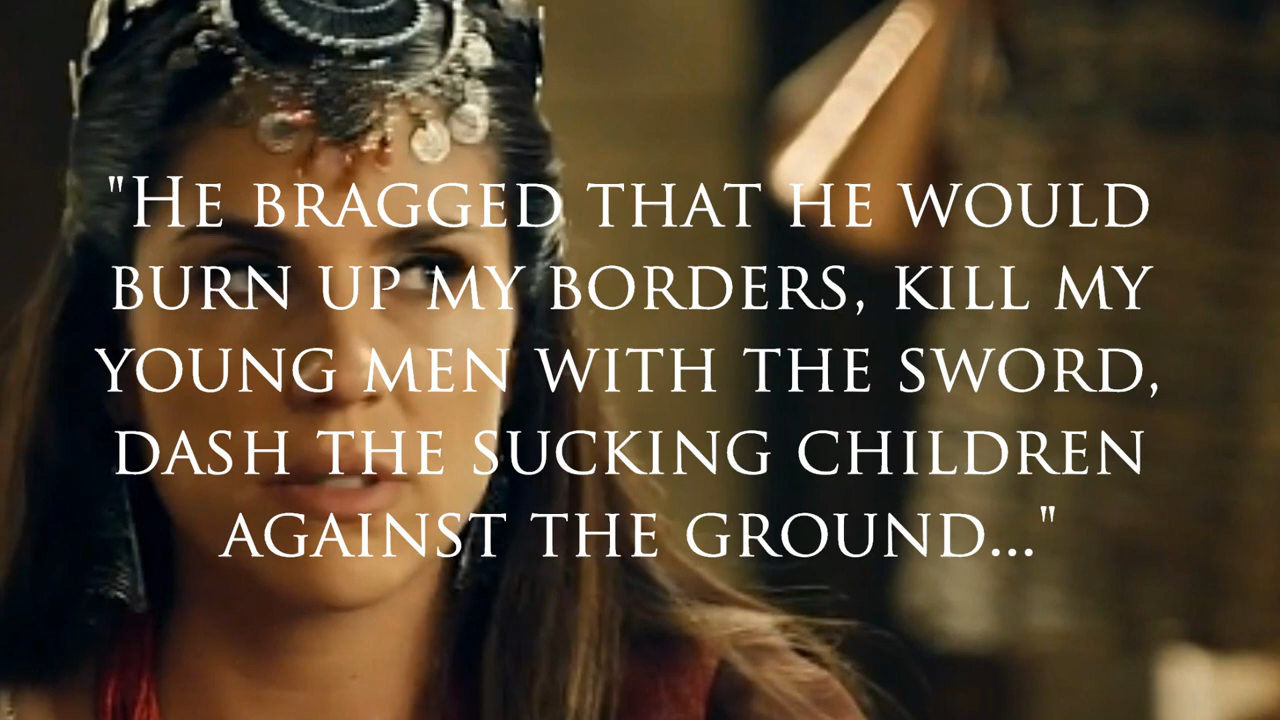 "He bragged that he would
burn up my borders, kill my
young men with the sword,
dash the sucking children
against the ground..."